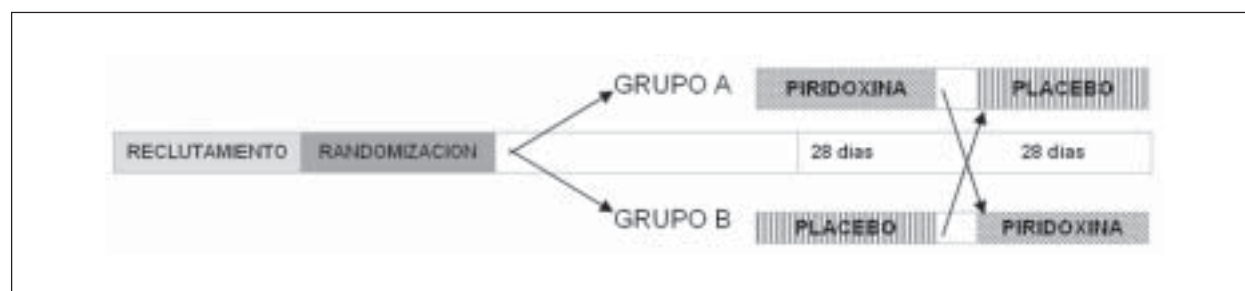 GRUPO A
PIRIDOXINA
PLACEBO
RECLUTAMIENTO
RANDOMIZACION
28 dias
28 dias
GRUPO B
PLACEBO
PIRIDOXINA